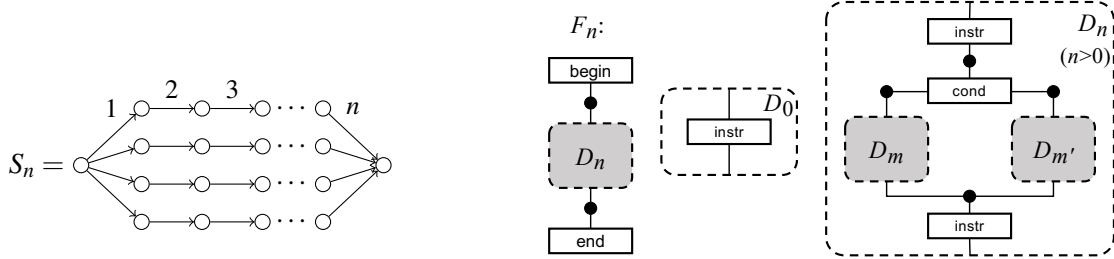 S_n =
1 2 3 ··· n
···
···
···
F_n:
begin
D_n
end
D_0
instr
D_n
(n>0)
instr
cond
D_m D_m′
instr